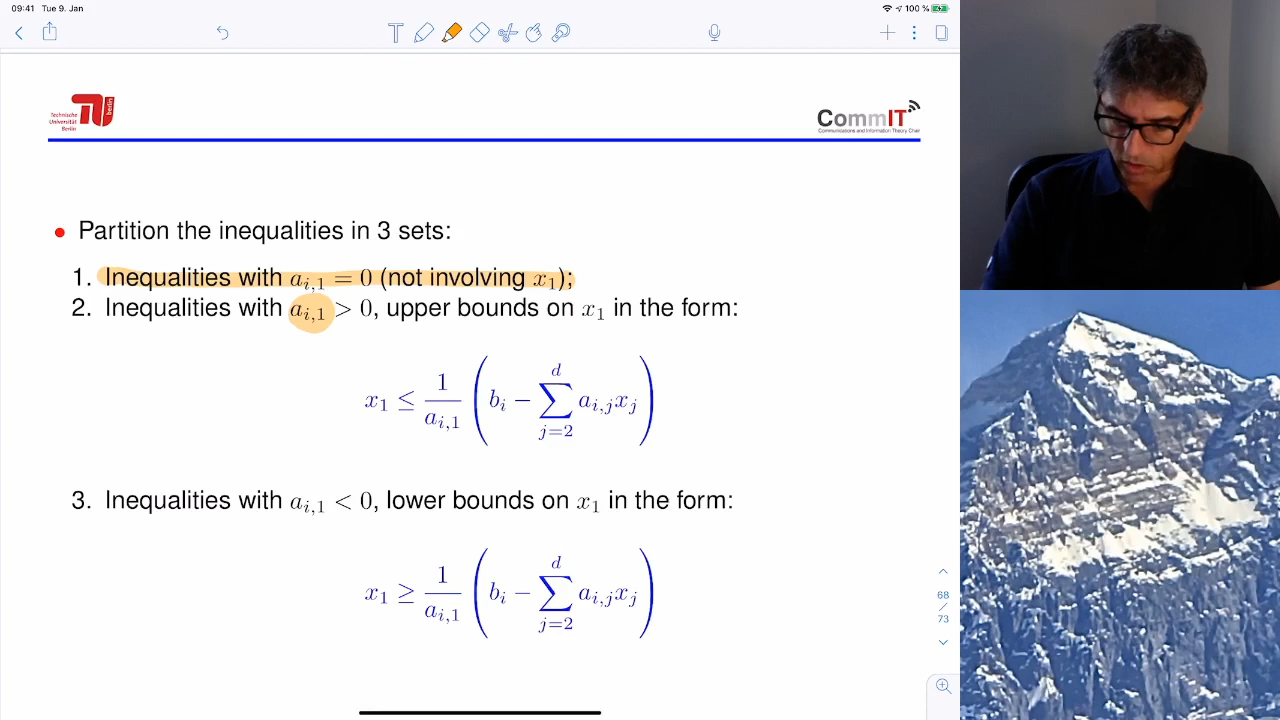 09:41 Tue 9. Jan
100 %
Technische
Universität
Berlin
berlin
CommIT
Communications and Information Theory Chair
• Partition the inequalities in 3 sets:
1. Inequalities with a_{i,1} = 0 (not involving x_1);
2. Inequalities with a_{i,1} > 0, upper bounds on x_1 in the form:
x_1 ≤ \frac{1}{a_{i,1}} ( b_i − ∑_{j=2}^{d} a_{i,j} x_j )
3. Inequalities with a_{i,1} < 0, lower bounds on x_1 in the form:
x_1 ≥ \frac{1}{a_{i,1}} ( b_i − ∑_{j=2}^{d} a_{i,j} x_j )
68
/
73